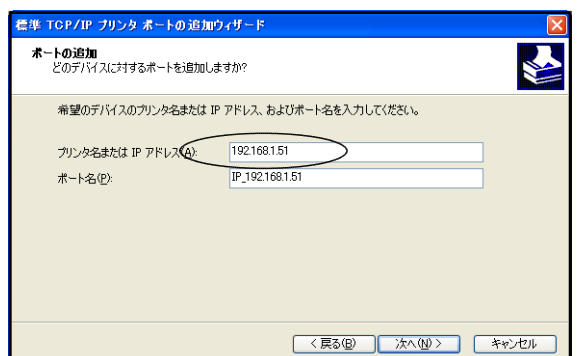 標準 TCP/IP プリンタ ポートの追加ウィザード
ポートの追加
どのデバイスに対するポートを追加しますか?
希望のデバイスのプリンタ名または IP アドレス、およびポート名を入力してください。
プリンタ名または IP アドレス(A): 192.168.1.51
ポート名(P): IP_192.168.1.51
< 戻る(B) 次へ(N) > キャンセル